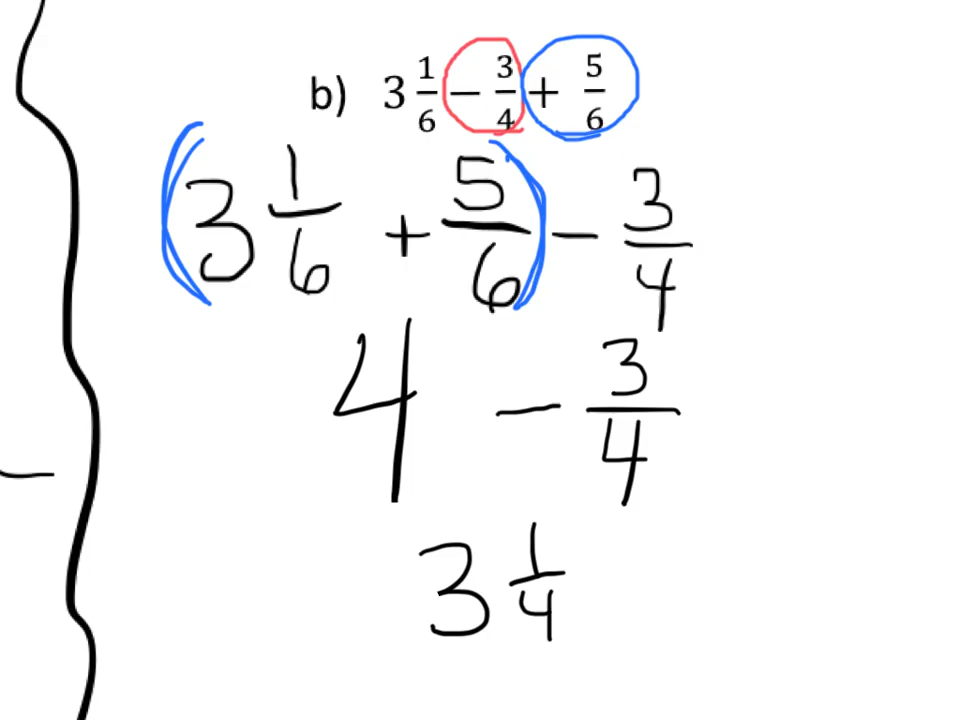 b) 3 1/6 − 3/4 + 5/6
(3 1/6 + 5/6) − 3/4
4 − 3/4
3 1/4